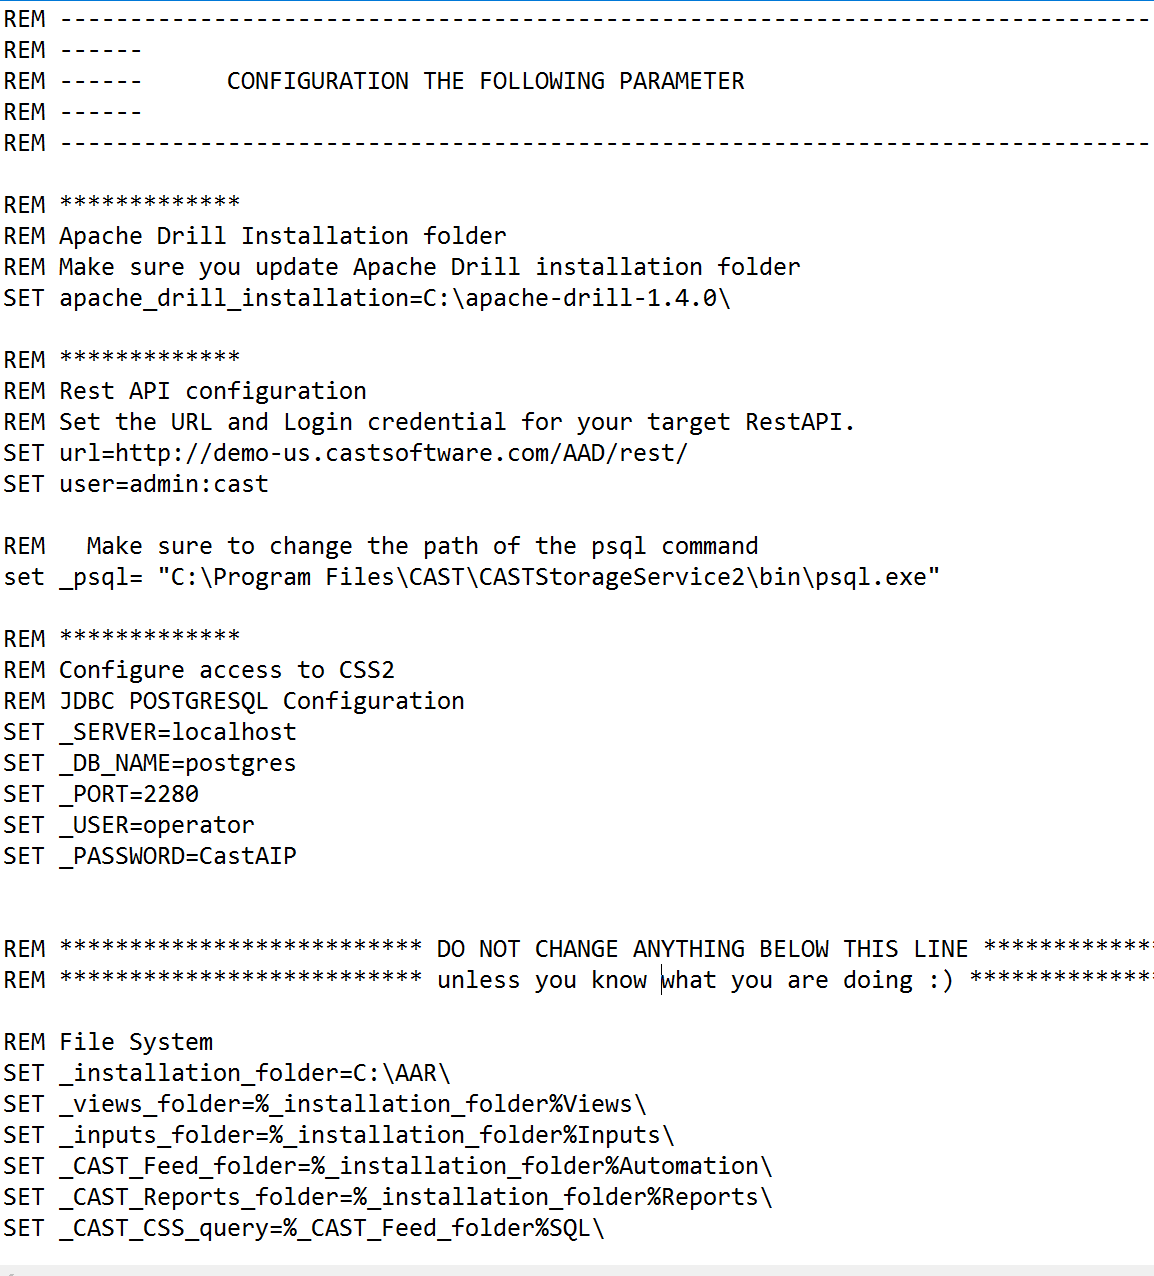 REM ------------------------------------------------------------------------------
REM ------
REM ------      CONFIGURATION THE FOLLOWING PARAMETER
REM ------
REM ------------------------------------------------------------------------------
REM *************
REM Apache Drill Installation folder
REM Make sure you update Apache Drill installation folder
SET apache_drill_installation=C:\apache-drill-1.4.0\
REM *************
REM Rest API configuration
REM Set the URL and Login credential for your target RestAPI.
SET url=http://demo-us.castsoftware.com/AAD/rest/
SET user=admin:cast
REM   Make sure to change the path of the psql command
set _psql= "C:\Program Files\CAST\CASTStorageService2\bin\psql.exe"
REM *************
REM Configure access to CSS2
REM JDBC POSTGRESQL Configuration
SET _SERVER=localhost
SET _DB_NAME=postgres
SET _PORT=2280
SET _USER=operator
SET _PASSWORD=CastAIP
REM ************************** DO NOT CHANGE ANYTHING BELOW THIS LINE *************
REM ************************** unless you know what you are doing :) **************
REM File System
SET _installation_folder=C:\AAR\
SET _views_folder=%_installation_folder%Views\
SET _inputs_folder=%_installation_folder%Inputs\
SET _CAST_Feed_folder=%_installation_folder%Automation\
SET _CAST_Reports_folder=%_installation_folder%Reports\
SET _CAST_CSS_query=%_CAST_Feed_folder%SQL\